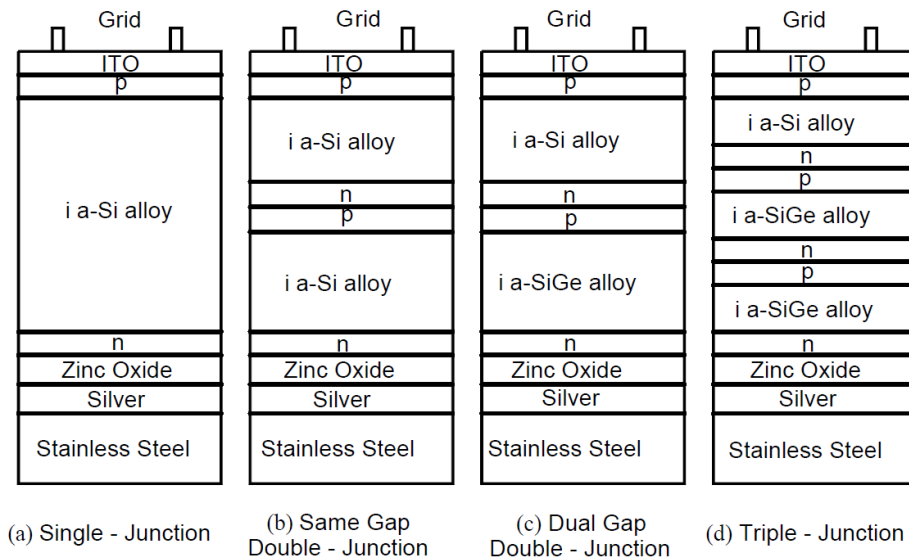 Grid
ITO
p
i a-Si alloy
n
Zinc Oxide
Silver
Stainless Steel
(a) Single - Junction
Grid
ITO
p
i a-Si alloy
n
p
i a-Si alloy
n
Zinc Oxide
Silver
Stainless Steel
(b) Same Gap
Double - Junction
Grid
ITO
p
i a-Si alloy
n
p
i a-SiGe alloy
n
Zinc Oxide
Silver
Stainless Steel
(c) Dual Gap
Double - Junction
Grid
ITO
p
i a-Si alloy
n
p
i a-SiGe alloy
n
p
i a-SiGe alloy
n
Zinc Oxide
Silver
Stainless Steel
(d) Triple - Junction